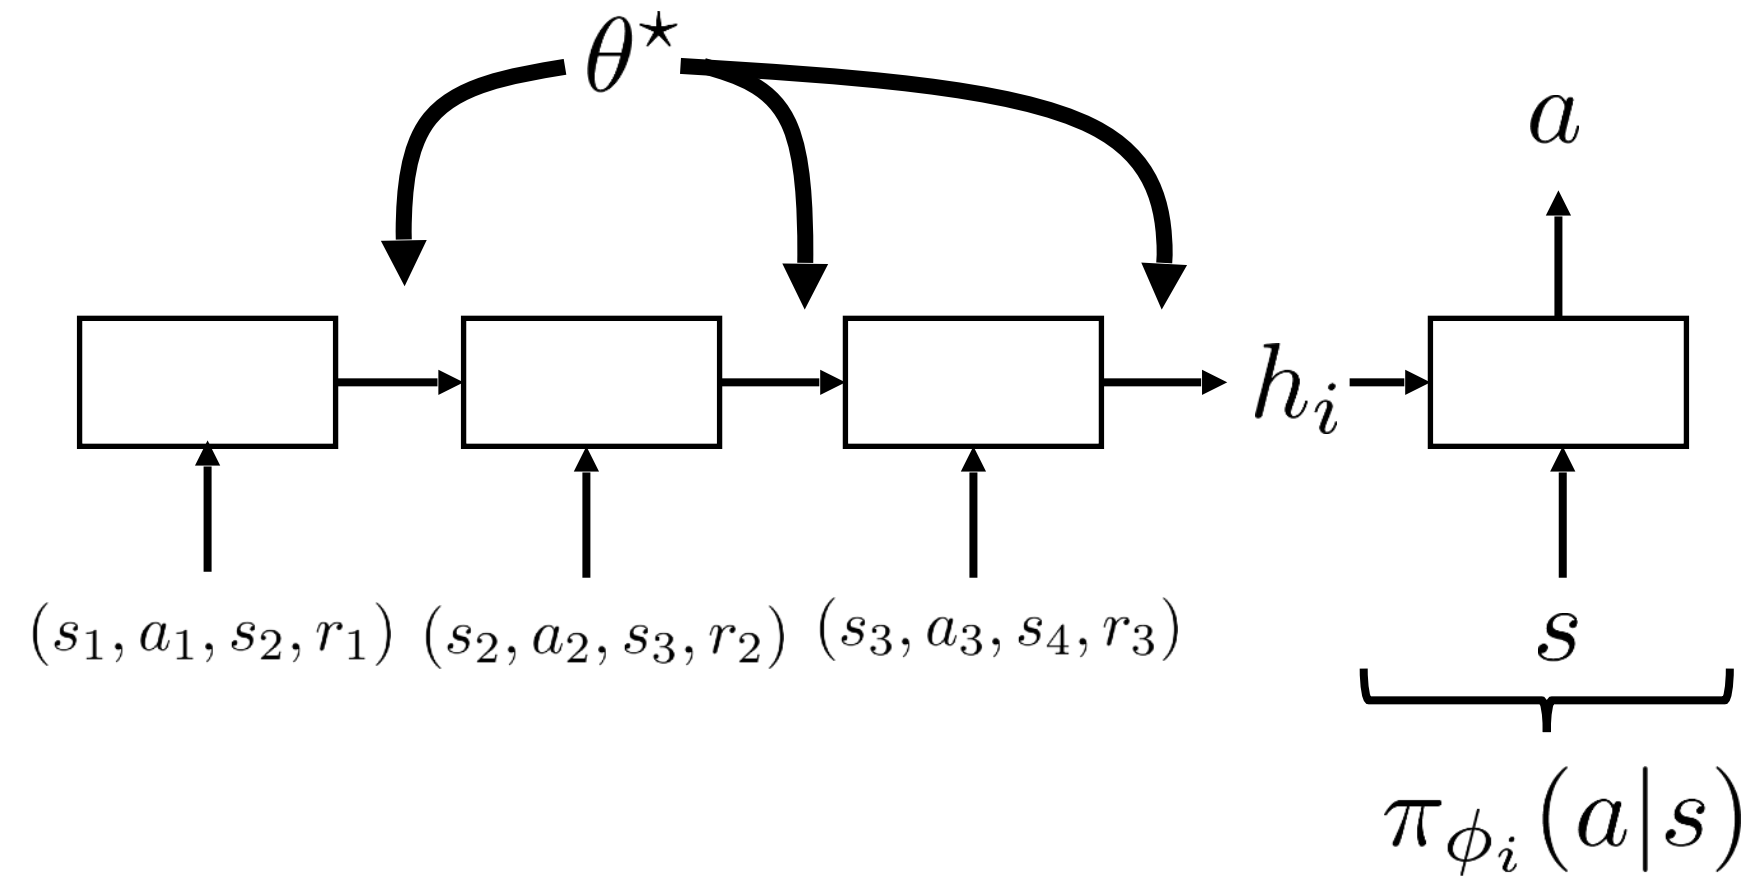 θ⋆
a
h_i
(s_1, a_1, s_2, r_1) (s_2, a_2, s_3, r_2) (s_3, a_3, s_4, r_3)
s
π_{ϕ_i}(a|s)